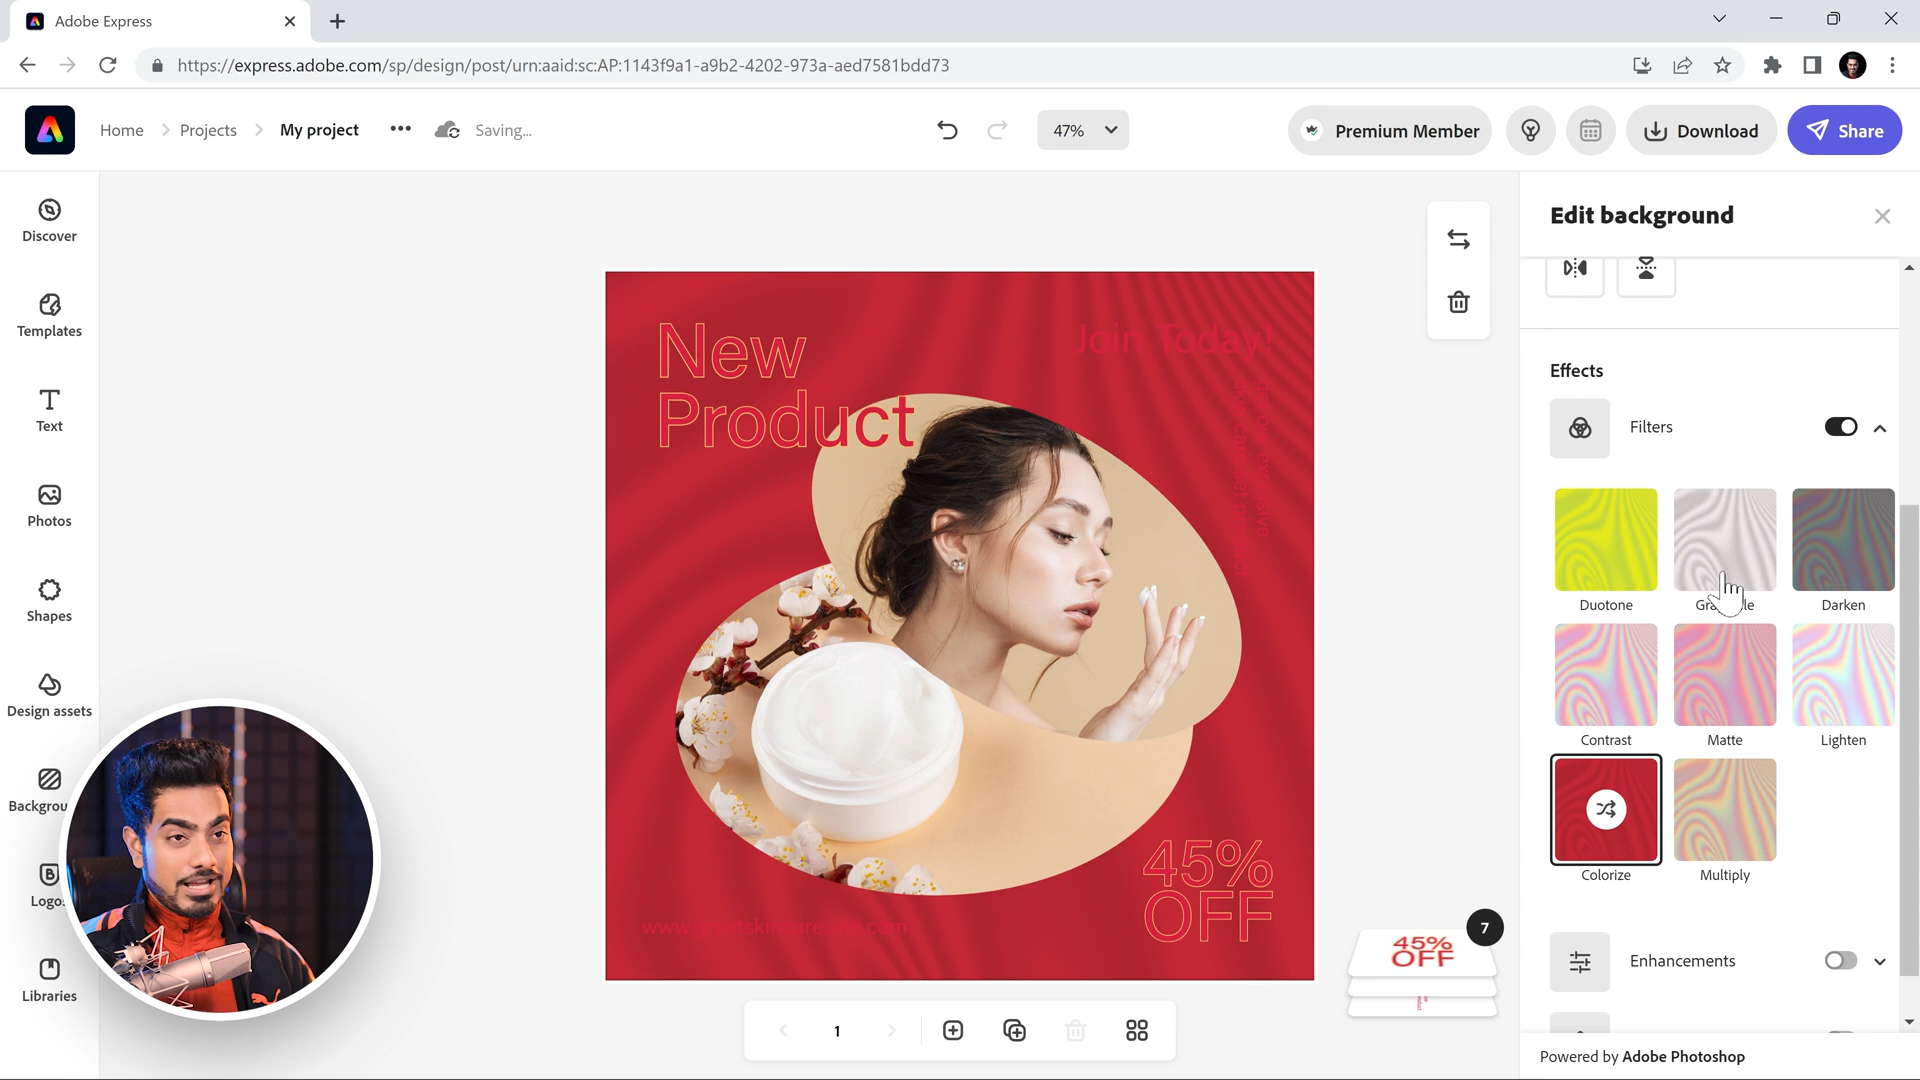 Adobe Express
https://express.adobe.com/sp/design/post/urn:aaid:sc:AP:1143f9a1-a9b2-4202-973a-aed7581bdd73
Home
Projects
My project
Saving...
47%
Premium Member
Download
Share
Discover
Templates
Text
Photos
Shapes
Design assets
Libraries
New
Product
Join Today!
45%
OFF
7
45%
OFF
1
Edit background
Effects
Filters
Duotone
Darken
Contrast
Matte
Lighten
Colorize
Multiply
Enhancements
Powered by Adobe Photoshop